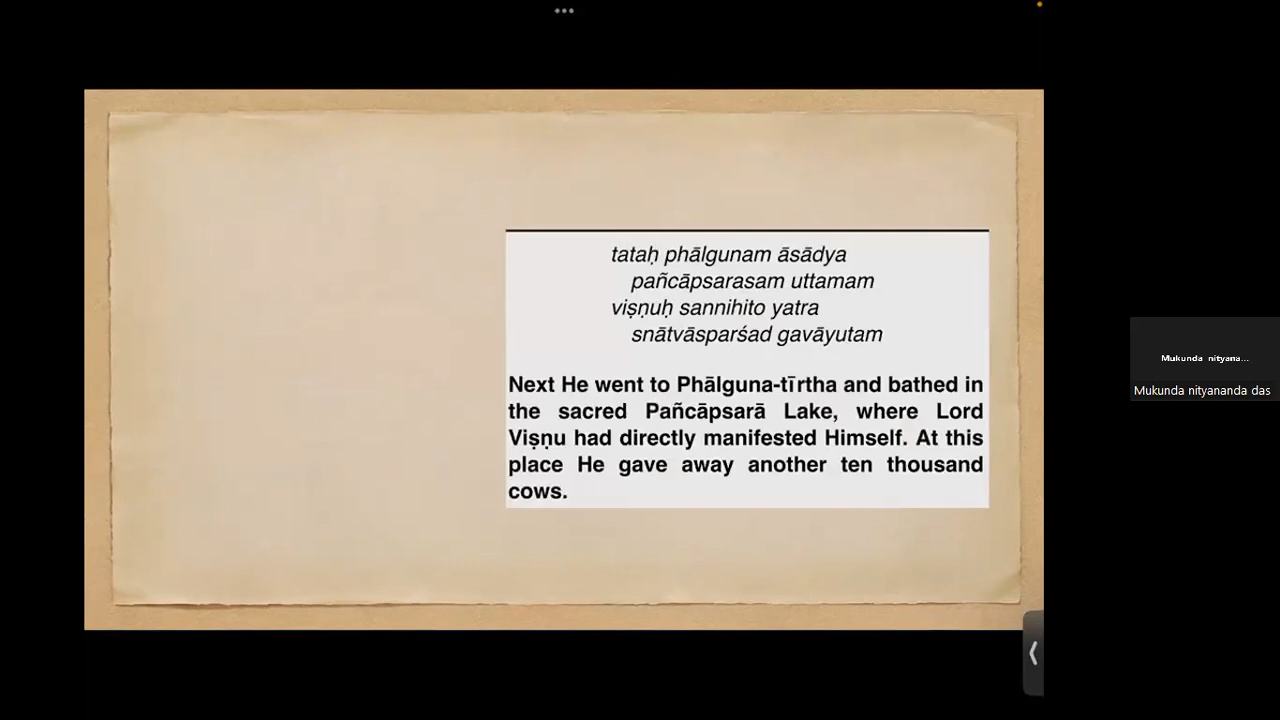 tataḥ phālgunam āsādya
pañcāpsarasam uttamam
viṣṇuḥ sannihito yatra
snātvāsparśad gavāyutam
Next He went to Phālguna-tīrtha and bathed in
the sacred Pañcāpsarā Lake, where Lord
Viṣṇu had directly manifested Himself. At this
place He gave away another ten thousand
cows.
Mukunda nityana...
Mukunda nityananda das